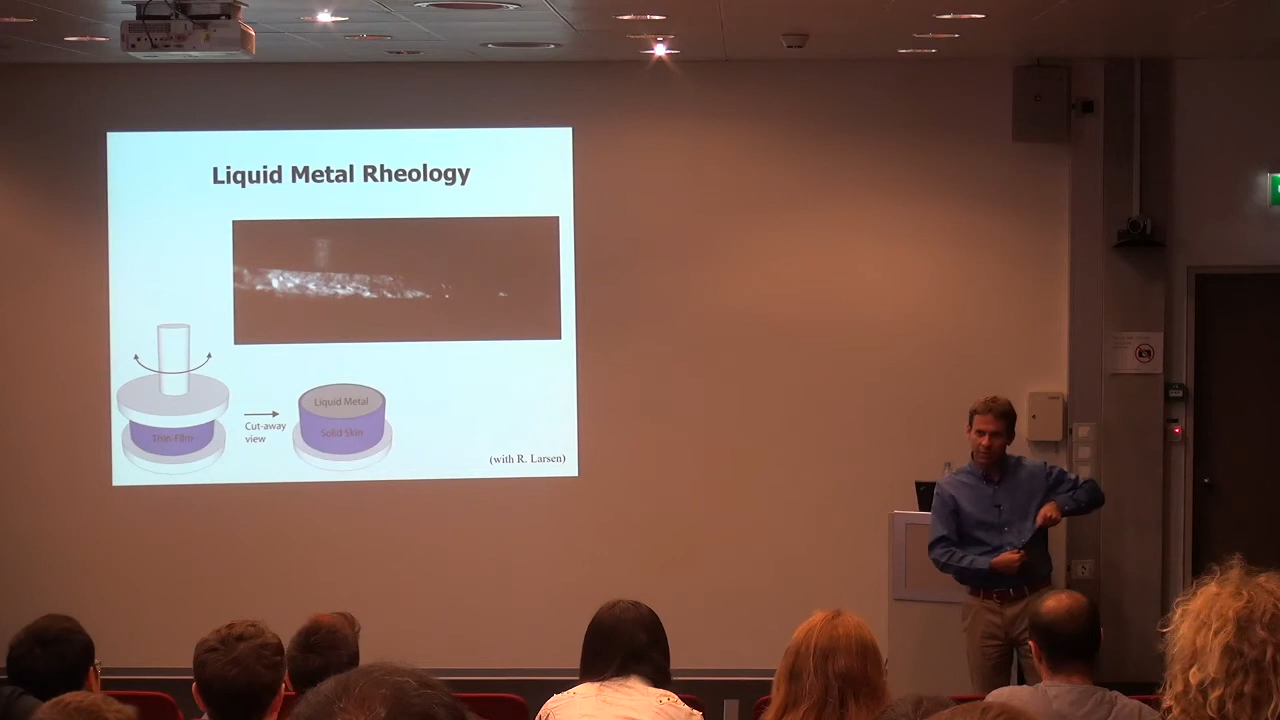 Liquid Metal Rheology
Thin Film
Cut-away
view
Liquid Metal
Solid Skin
(with R. Larsen)